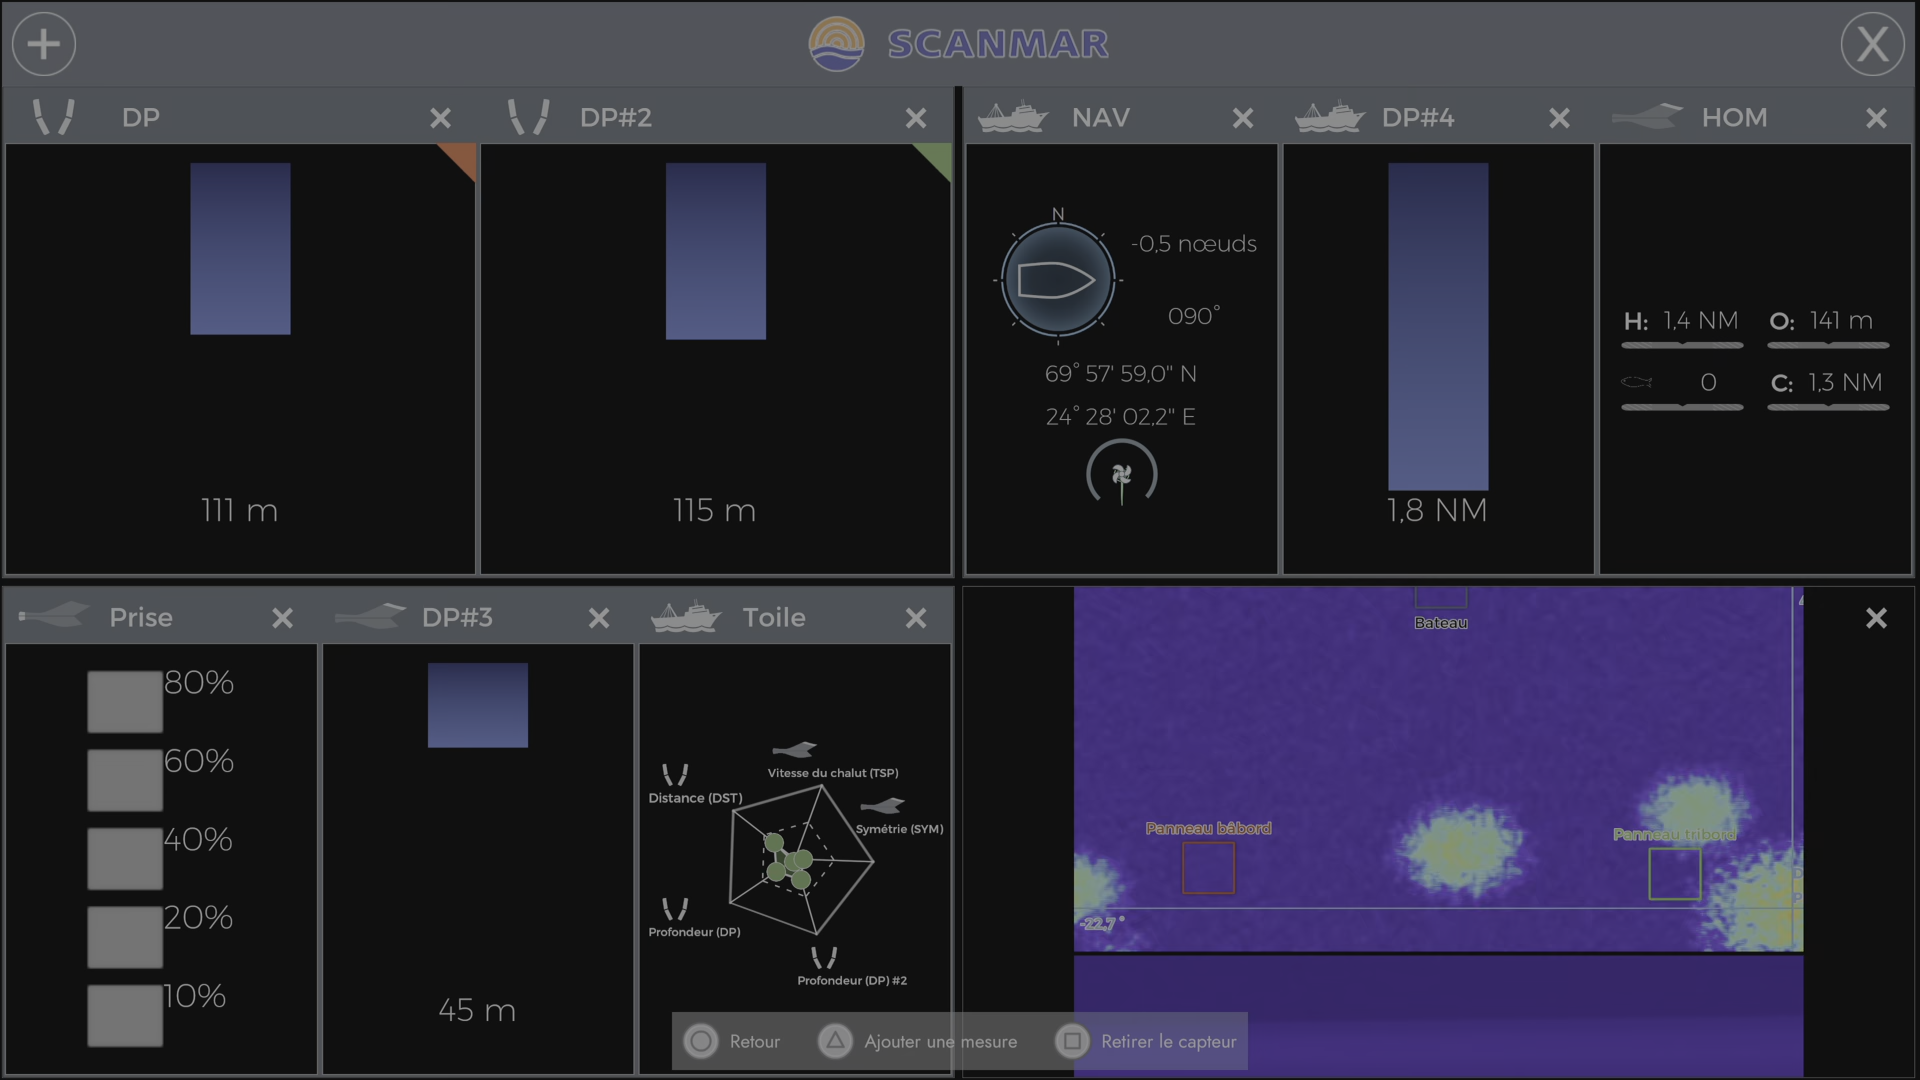 SCANMAR
X
DP
DP#2
NAV
DP#4
HOM
N
-0,5 nœuds
090°
69° 57' 59,0" N
24° 28' 02,2" E
H: 1,4 NM
O: 141 m
0
C: 1,3 NM
111 m
115 m
1,8 NM
Prise
DP#3
Toile
80%
60%
40%
20%
10%
45 m
Vitesse du chalut (TSP)
Distance (DST)
Symétrie (SYM)
Profondeur (DP)
Profondeur (DP) #2
Bateau
Panneau bâbord
Panneau tribord
-22,7°
Retour
Ajouter une mesure
Retirer le capteur